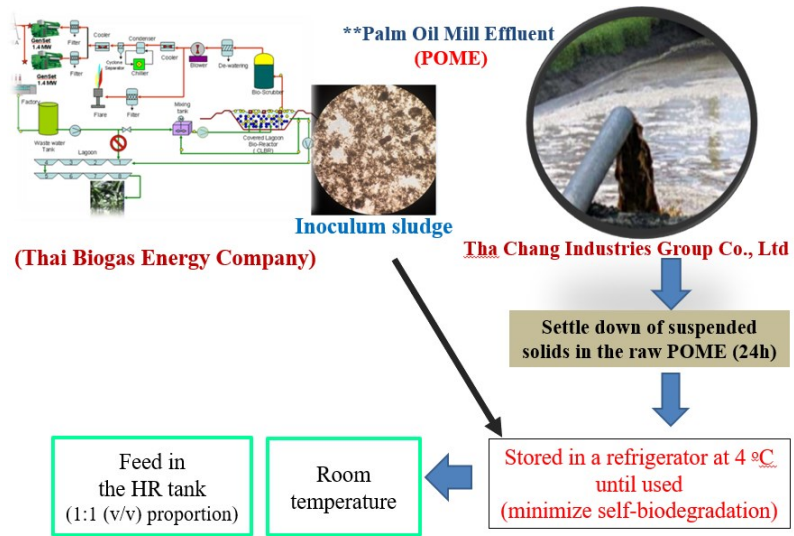 GenSet
1.4 MW
Filter
Cooler
Condenser
Cooler
Cyclone
Separator
Chiller
Blower
De-watering
GenSet
1.4 MW
Filter
Bio-Scrubber
Factory
Flare
Filter
Mixing
tank
Waste water
Tank
Covered Lagoon
Bio-Reactor
(CLBR)
Lagoon
**Palm Oil Mill Effluent
(POME)
Inoculum sludge
(Thai Biogas Energy Company)
Tha Chang Industries Group Co., Ltd
Settle down of suspended
solids in the raw POME (24h)
Stored in a refrigerator at 4 ºC
until used
(minimize self-biodegradation)
Room
temperature
Feed in
the HR tank
(1:1 (v/v) proportion)